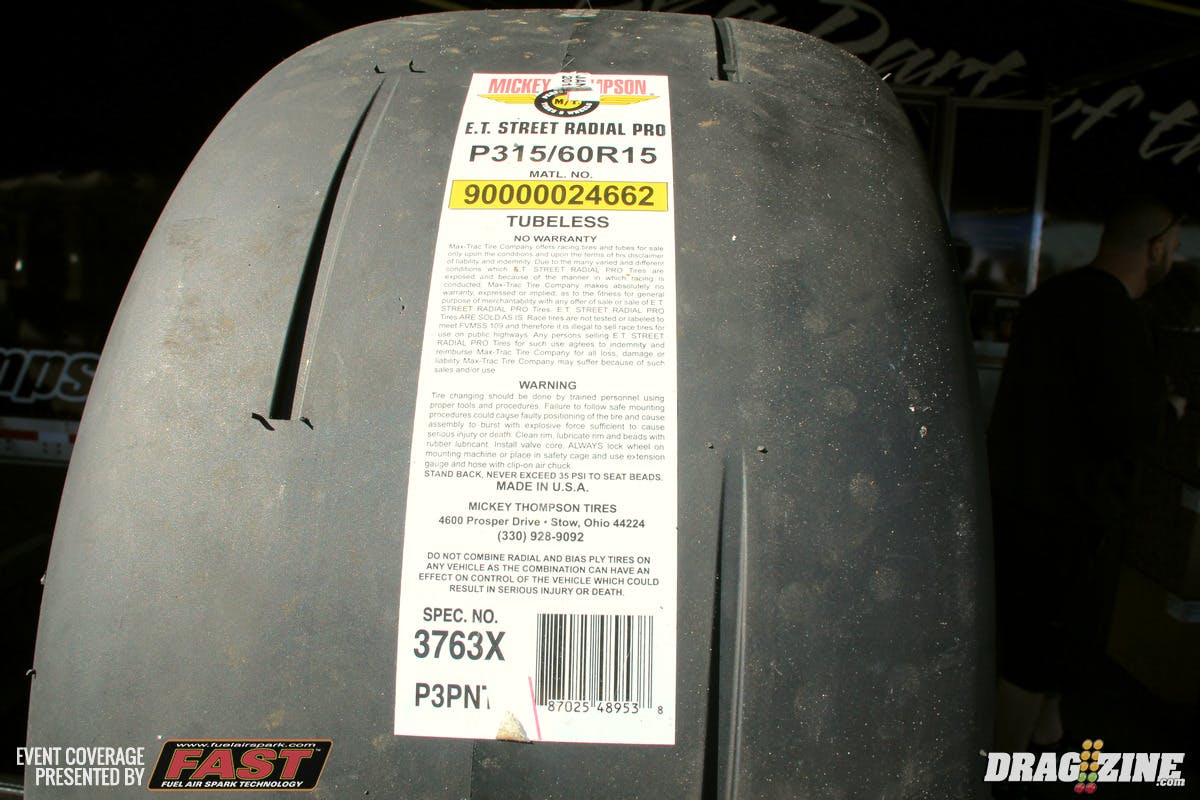 a Part of th
MICKEY THOMPSON
M/T
E.T. STREET RADIAL PRO
P315/60R15
MATL. NO.
90000024662
TUBELESS
NO WARRANTY
Max-Trac Tire Company offers racing tires and tubes for sale
only upon the conditions and upon the terms of his disclaimer
of liability and indemnity. Due to the many varied and different
conditions which E.T STREET RADIAL PRO Tires are
exposed and because of the manner in which racing is
conducted. Max-Trac Tire Company makes absolutely no
warranty, expressed or implied, as to the fitness for general
purpose of merchantability with any offer of sale or sale of E.T.
STREET RADIAL PRO Tires. E.T. STREET RADIAL PRO
Tires ARE SOLD AS IS. Race tires are not tested or labeled to
meet FVMSS 109 and therefore it is illegal to sell race tires for
use on public highways. Any persons selling E.T. STREET
RADIAL PRO Tires for such use agrees to indemnify and
reimburse Max-Trac Tire Company for all loss, damage or
liability Max-Trac Tire Company may suffer because of such
sales and/or use.
WARNING
Tire changing should be done by trained personnel using
proper tools and procedures. Failure to follow safe mounting
procedures could cause faulty positioning of the tire and cause
assembly to burst with explosive force sufficient to cause
serious injury or death. Clean rim, lubricate rim and beads with
rubber lubricant. Install valve core. ALWAYS lock wheel on
mounting machine or place in safety cage and use extension
gauge and hose with clip-on air chuck.
STAND BACK, NEVER EXCEED 35 PSI TO SEAT BEADS.
MADE IN U.S.A.
MICKEY THOMPSON TIRES
4600 Prosper Drive • Stow, Ohio 44224
(330) 928-9092
DO NOT COMBINE RADIAL AND BIAS PLY TIRES ON
ANY VEHICLE AS THE COMBINATION CAN HAVE AN
EFFECT ON CONTROL OF THE VEHICLE WHICH COULD
RESULT IN SERIOUS INJURY OR DEATH.
SPEC. NO.
3763X
P3PNT
87025 48953 8
EVENT COVERAGE
PRESENTED BY
www.fuelairspark.com
FAST™
FUEL AIR SPARK TECHNOLOGY
DRAGZINE
.com